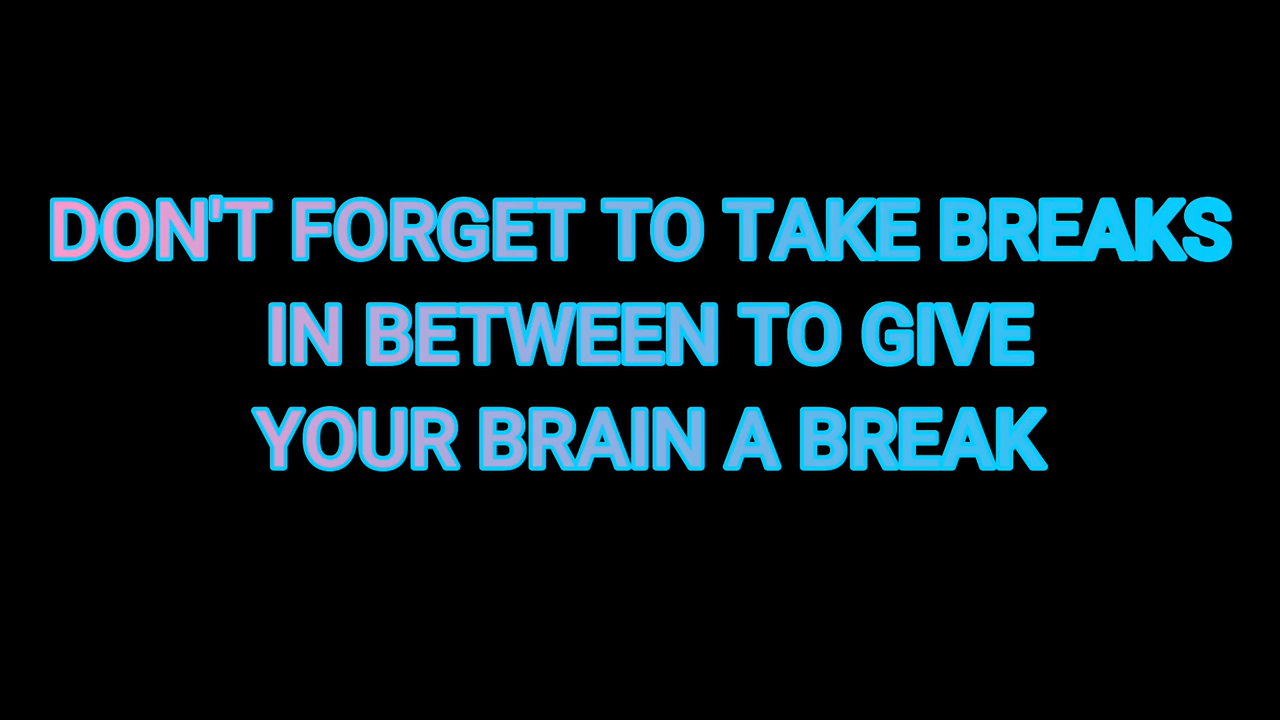 DON'T FORGET TO TAKE BREAKS
IN BETWEEN TO GIVE
YOUR BRAIN A BREAK